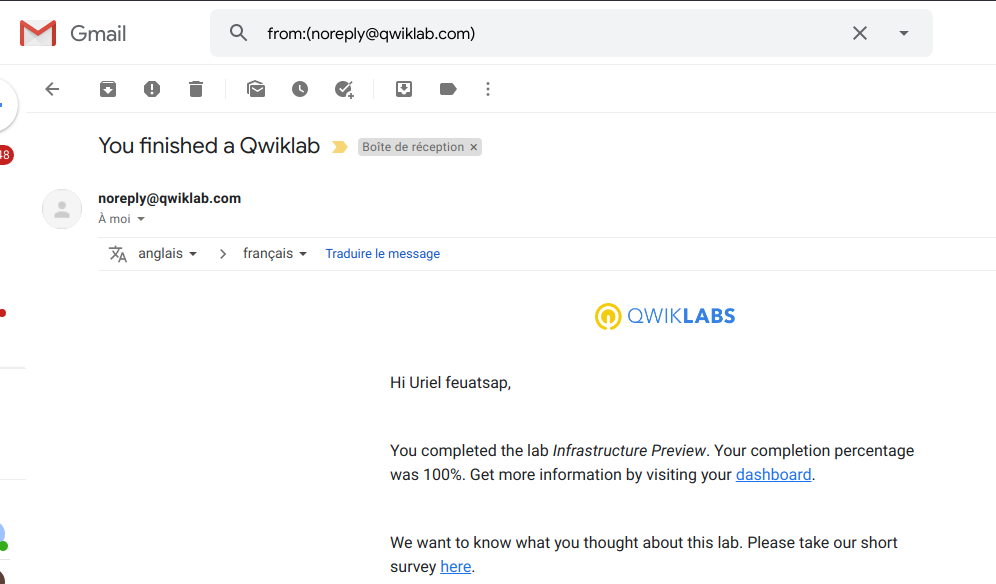 Gmail
from:(noreply@qwiklab.com)
You finished a Qwiklab
Boîte de réception ×
48
noreply@qwiklab.com
À moi
anglais > français Traduire le message
QWIKLABS
Hi Uriel feuatsap,
You completed the lab Infrastructure Preview. Your completion percentage
was 100%. Get more information by visiting your dashboard.
We want to know what you thought about this lab. Please take our short
survey here.